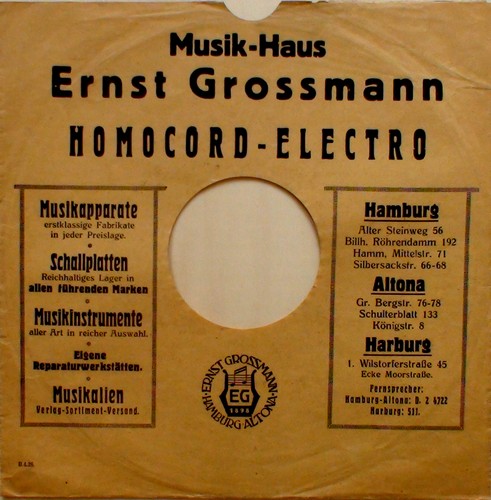 Musik-Haus
Ernst Grossmann
HOMOCORD-ELECTRO
Musikapparate
erstklassige Fabrikate
in jeder Preislage.
Schallplatten
Reichhaltiges Lager in
allen führenden Marken
Musikinstrumente
aller Art in reicher Auswahl.
Eigene
Reparaturwerkstätten.
Musikalien
Verlag-Sortiment-Versand.
Hamburg
Alter Steinweg 56
Billh. Röhrendamm 192
Hamm, Mittelstr. 71
Silbersackstr. 66-68
Altona
Gr. Bergstr. 76-78
Schulterblatt 133
Königstr. 8
Harburg
1. Wilstorferstraße 45
Ecke Moorstraße.
Fernsprecher:
Hamburg-Altona: D. 2 4722
Harburg: 511.
ERNST GROSSMANN
EG
1898
HAMBURG ALTONA